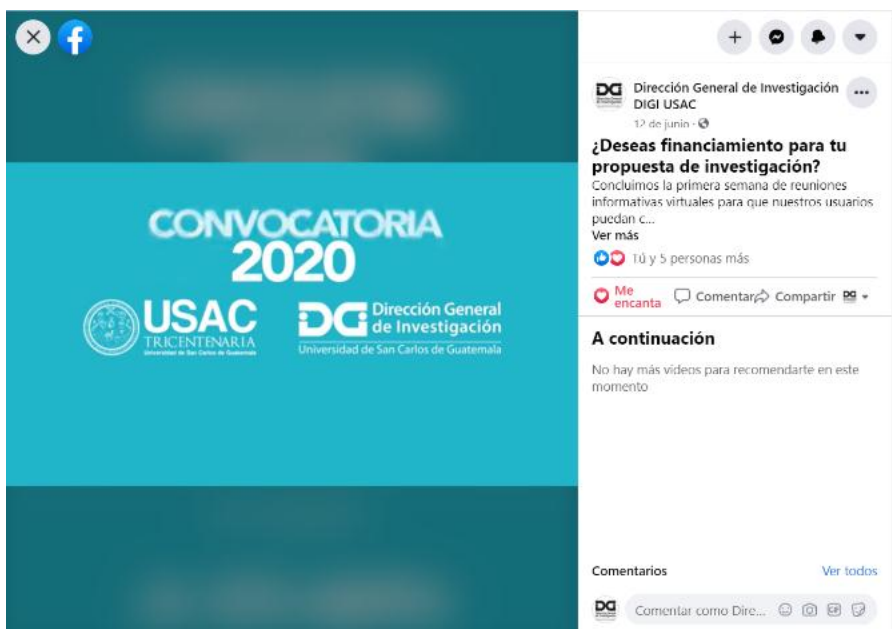 CONVOCATORIA
2020
USAC
TRICENTENARIA
Universidad de San Carlos de Guatemala
DGi Dirección General
de Investigación
Universidad de San Carlos de Guatemala
Dirección General de Investigación
DIGI USAC
12 de junio ·
¿Deseas financiamiento para tu
propuesta de investigación?
Concluimos la primera semana de reuniones
informativas virtuales para que nuestros usuarios
puedan c...
Ver más
Tú y 5 personas más
Me
encanta
Comentar
Compartir
A continuación
No hay más videos para recomendarte en este
momento
Comentarios
Ver todos
Comentar como Dire...
GIF